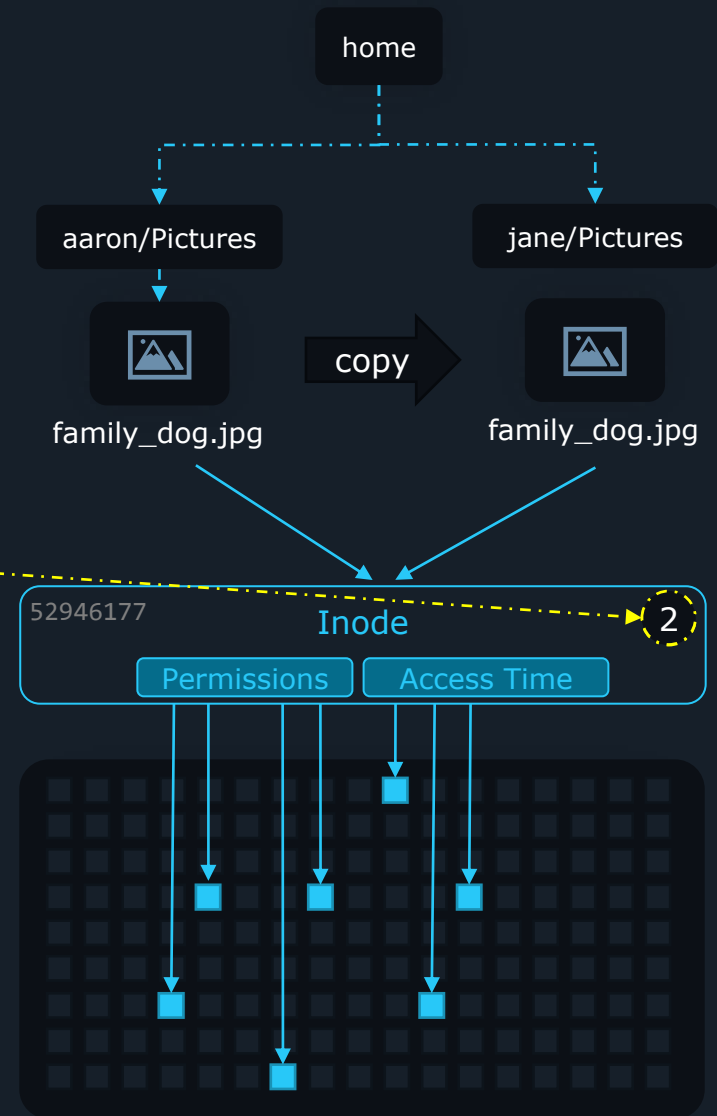 home
aaron/Pictures
jane/Pictures
copy
family_dog.jpg
family_dog.jpg
52946177
Inode
2
Permissions
Access Time